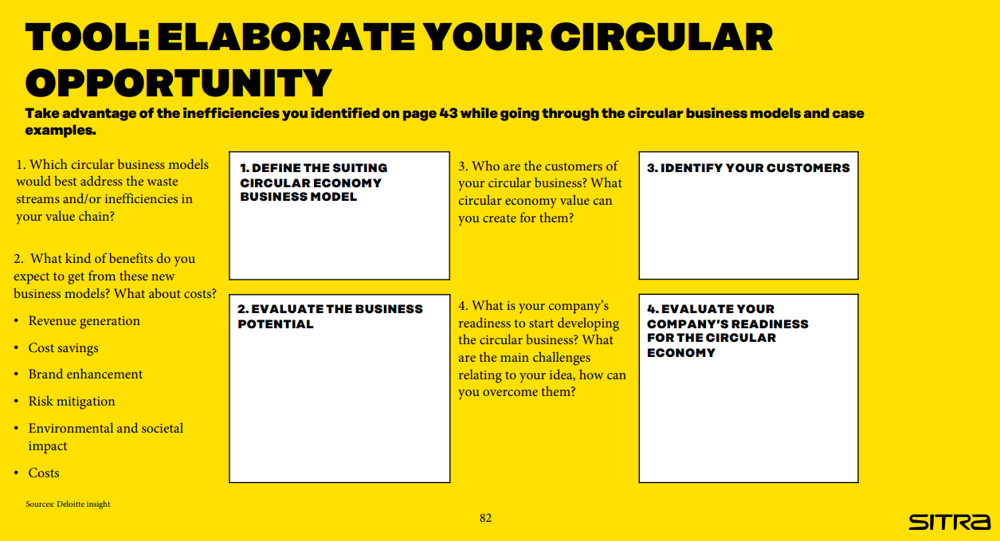 TOOL: ELABORATE YOUR CIRCULAR
OPPORTUNITY
Take advantage of the inefficiencies you identified on page 43 while going through the circular business models and case
examples.
1. Which circular business models
would best address the waste
streams and/or inefficiencies in
your value chain?
2.  What kind of benefits do you
expect to get from these new
business models? What about costs?
• Revenue generation
• Cost savings
• Brand enhancement
• Risk mitigation
• Environmental and societal
impact
• Costs
1. DEFINE THE SUITING
CIRCULAR ECONOMY
BUSINESS MODEL
2. EVALUATE THE BUSINESS
POTENTIAL
3. Who are the customers of
your circular business? What
circular economy value can
you create for them?
4. What is your company's
readiness to start developing
the circular business? What
are the main challenges
relating to your idea, how can
you overcome them?
3. IDENTIFY YOUR CUSTOMERS
4. EVALUATE YOUR
COMPANY'S READINESS
FOR THE CIRCULAR
ECONOMY
Sources: Deloitte insight
82
SITRA